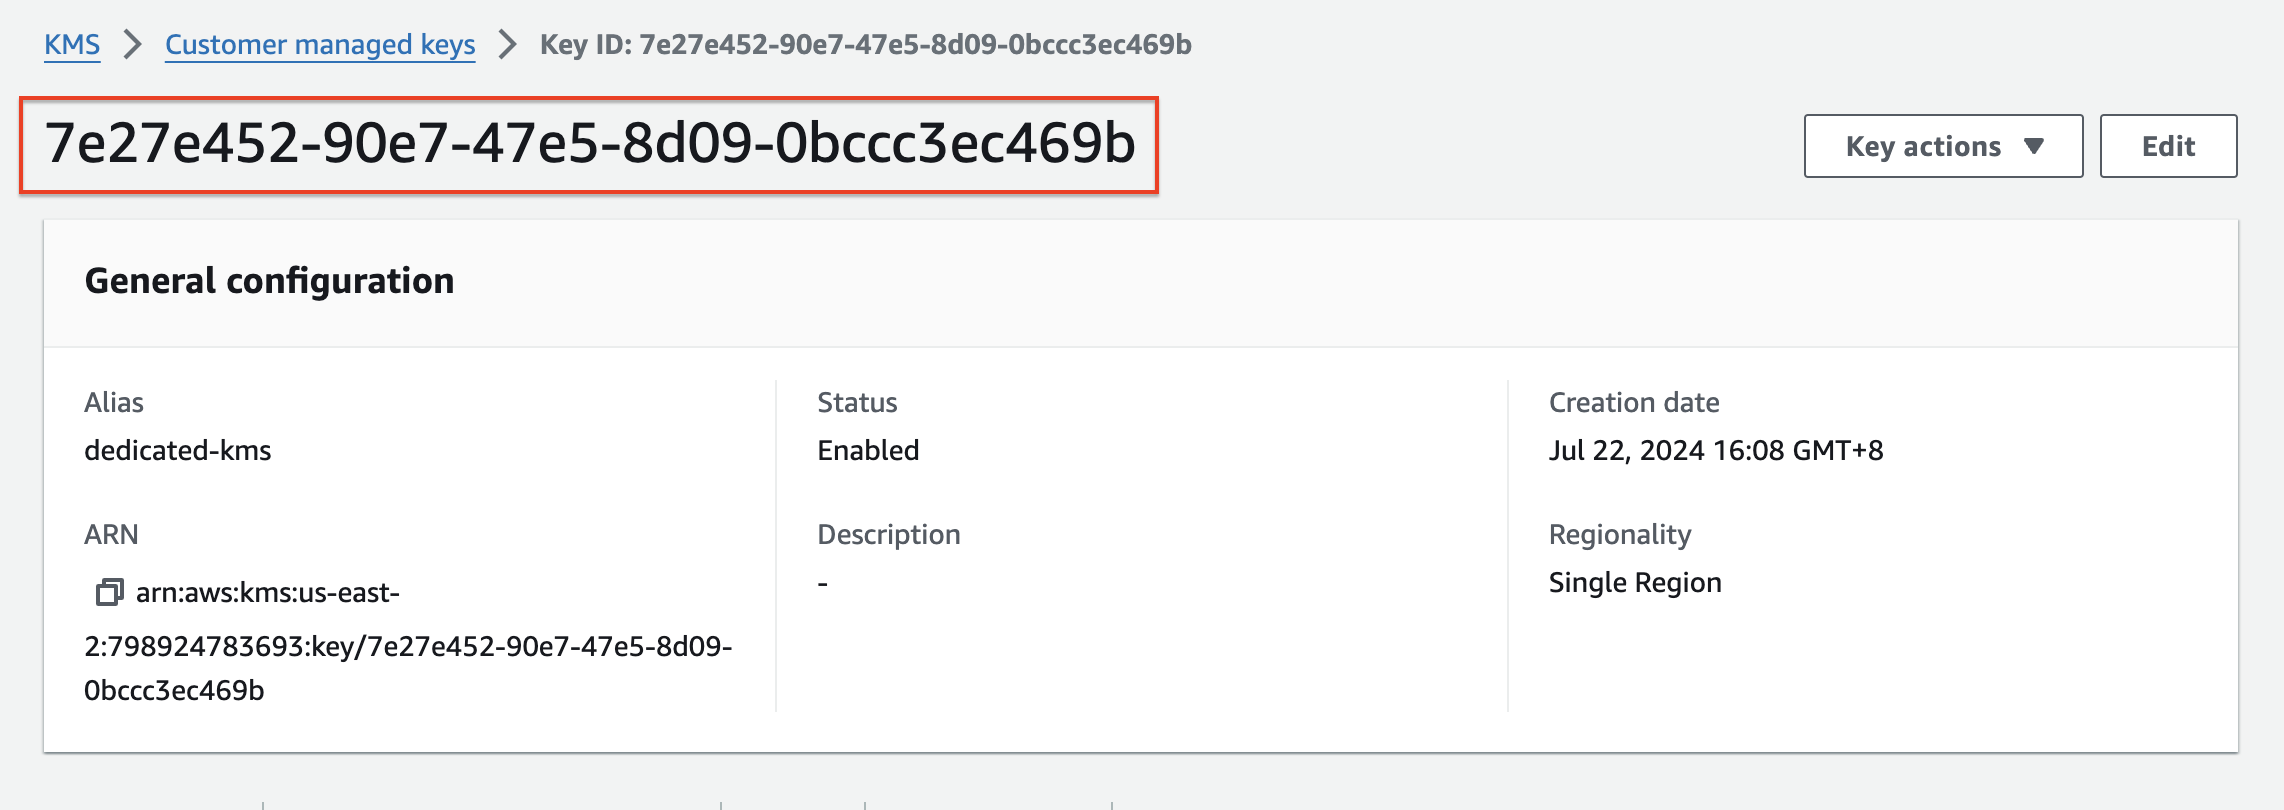 KMS > Customer managed keys > Key ID: 7e27e452-90e7-47e5-8d09-0bccc3ec469b
7e27e452-90e7-47e5-8d09-0bccc3ec469b
Key actions ▼ Edit
General configuration
Alias
dedicated-kms
ARN
arn:aws:kms:us-east-
2:798924783693:key/7e27e452-90e7-47e5-8d09-
0bccc3ec469b
Status
Enabled
Description
-
Creation date
Jul 22, 2024 16:08 GMT+8
Regionality
Single Region